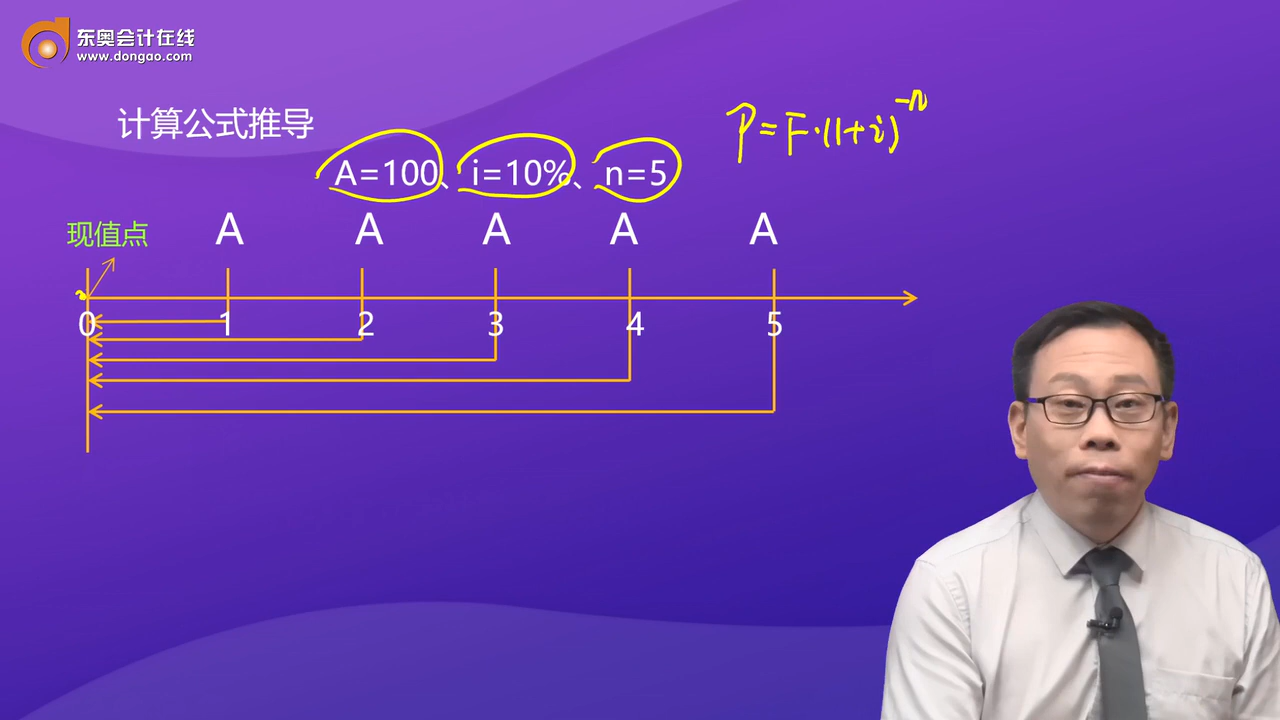 东奥会计在线
www.dongao.com
计算公式推导
P=F·(1+i)^-n
A=100、i=10%、n=5
现值点
A A A A A
0 1 2 3 4 5